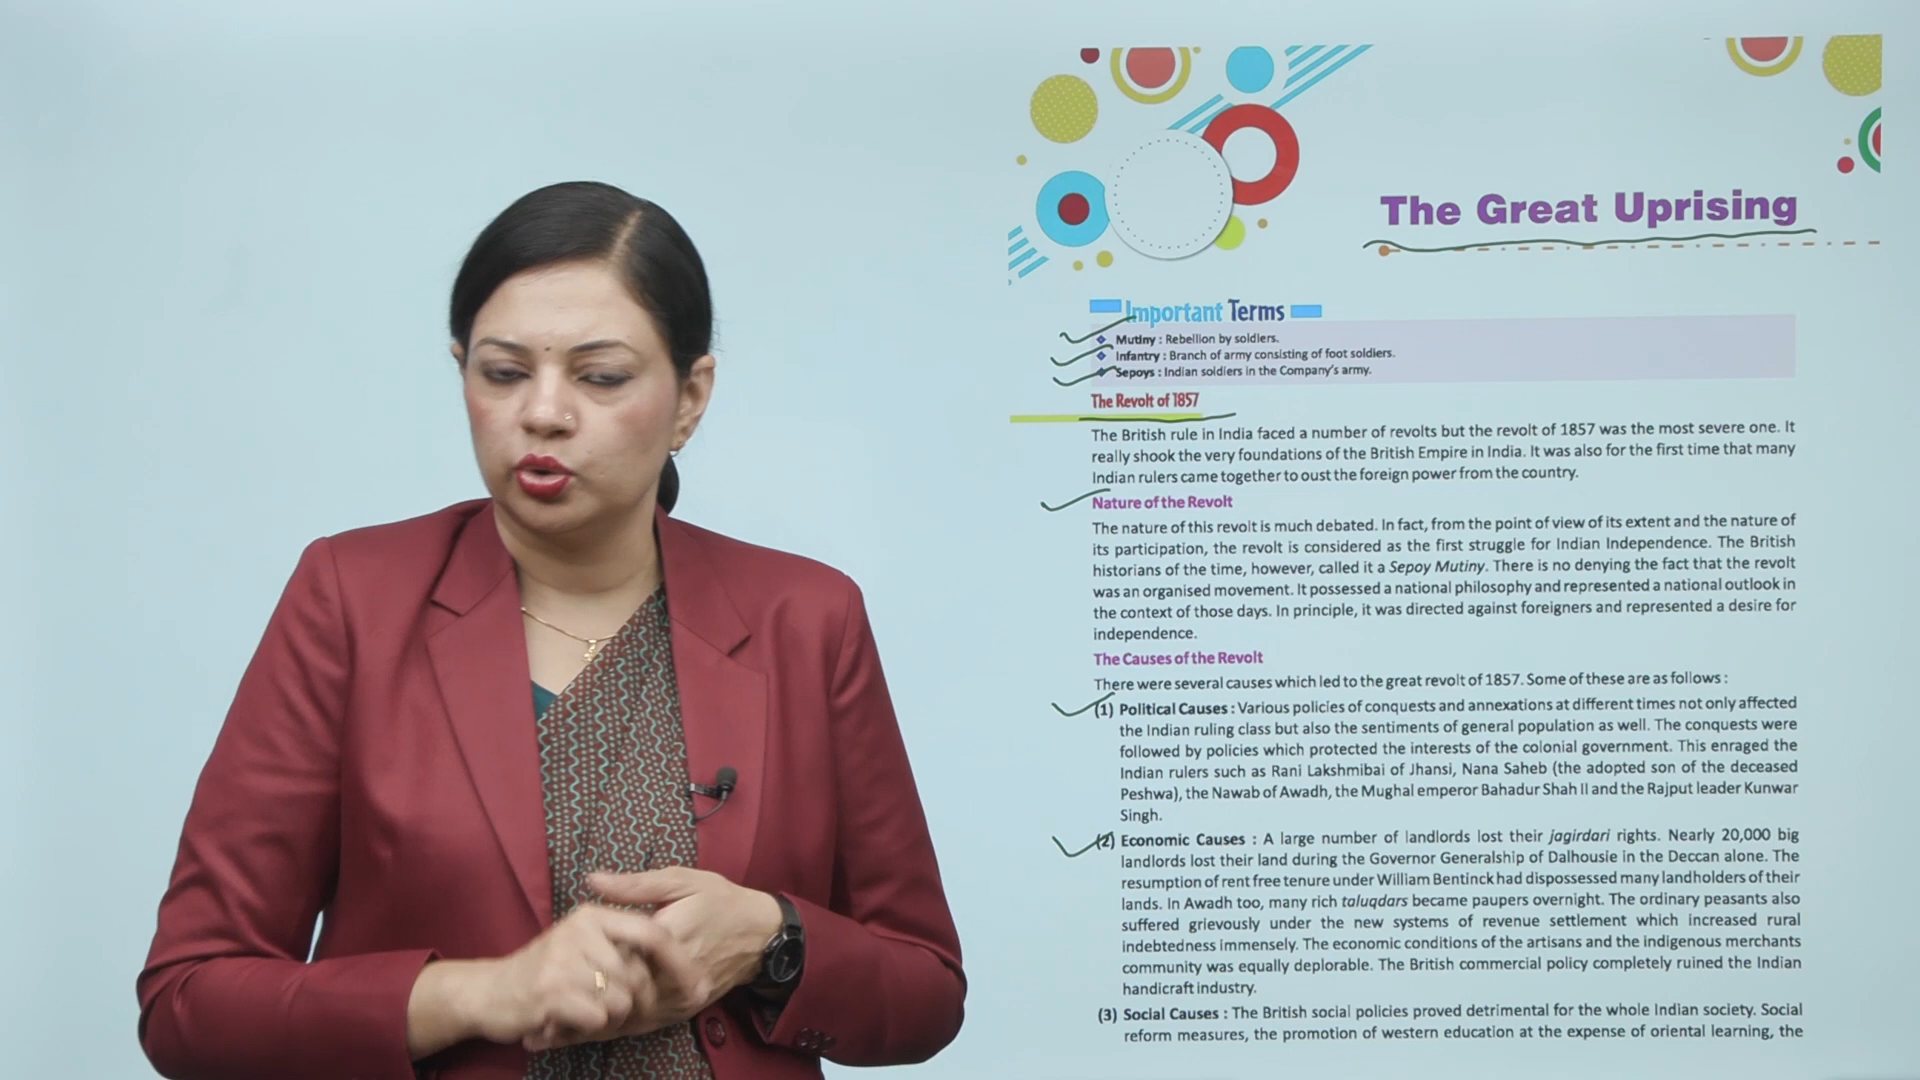 The Great Uprising
Important Terms
Mutiny : Rebellion by soldiers.
Infantry : Branch of army consisting of foot soldiers.
Sepoys : Indian soldiers in the Company's army.
The Revolt of 1857
The British rule in India faced a number of revolts but the revolt of 1857 was the most severe one. It
really shook the very foundations of the British Empire in India. It was also for the first time that many
Indian rulers came together to oust the foreign power from the country.
Nature of the Revolt
The nature of this revolt is much debated. In fact, from the point of view of its extent and the nature of
its participation, the revolt is considered as the first struggle for Indian Independence. The British
historians of the time, however, called it a Sepoy Mutiny. There is no denying the fact that the revolt
was an organised movement. It possessed a national philosophy and represented a national outlook in
the context of those days. In principle, it was directed against foreigners and represented a desire for
independence.
The Causes of the Revolt
There were several causes which led to the great revolt of 1857. Some of these are as follows :
(1) Political Causes : Various policies of conquests and annexations at different times not only affected
the Indian ruling class but also the sentiments of general population as well. The conquests were
followed by policies which protected the interests of the colonial government. This enraged the
Indian rulers such as Rani Lakshmibai of Jhansi, Nana Saheb (the adopted son of the deceased
Peshwa), the Nawab of Awadh, the Mughal emperor Bahadur Shah II and the Rajput leader Kunwar
Singh.
(2) Economic Causes : A large number of landlords lost their jagirdari rights. Nearly 20,000 big
landlords lost their land during the Governor Generalship of Dalhousie in the Deccan alone. The
resumption of rent free tenure under William Bentinck had dispossessed many landholders of their
lands. In Awadh too, many rich taluqdars became paupers overnight. The ordinary peasants also
suffered grievously under the new systems of revenue settlement which increased rural
indebtedness immensely. The economic conditions of the artisans and the indigenous merchants
community was equally deplorable. The British commercial policy completely ruined the Indian
handicraft industry.
(3) Social Causes : The British social policies proved detrimental for the whole Indian society. Social
reform measures, the promotion of western education at the expense of oriental learning, the